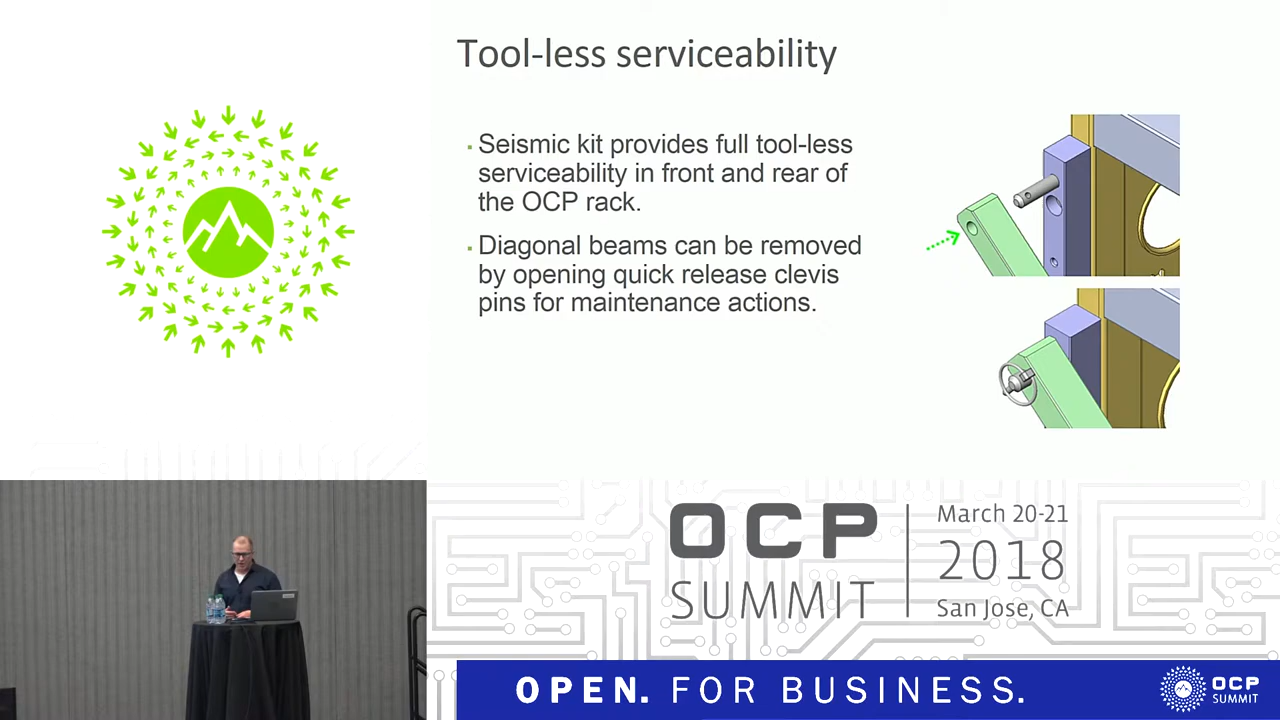 Tool-less serviceability
Seismic kit provides full tool-less
serviceability in front and rear of
the OCP rack.
Diagonal beams can be removed
by opening quick release clevis
pins for maintenance actions.
OCP
SUMMIT
March 20-21
2018
San Jose, CA
OPEN. FOR BUSINESS.
OCP
SUMMIT